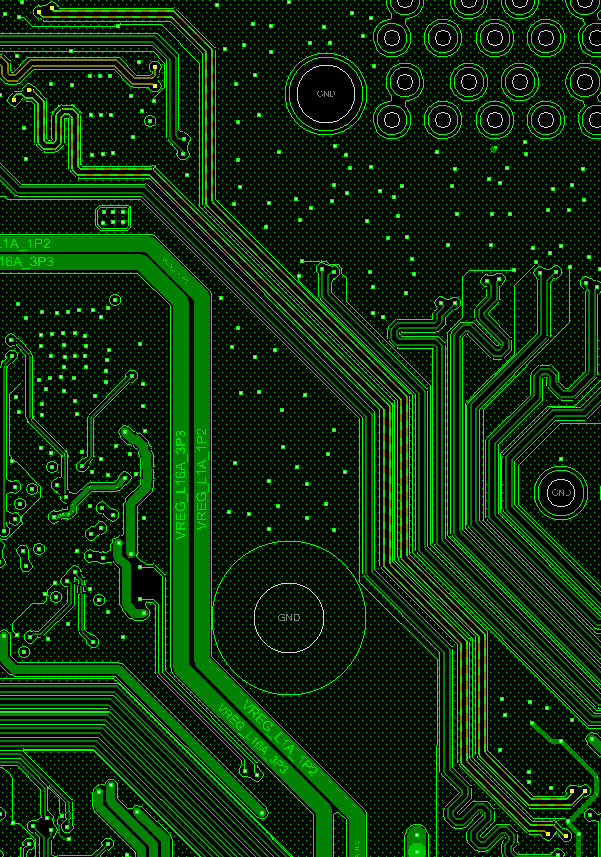 GND
L1A_1P2
16A_3P3
VREG_L16A_3P3
VREG_L1A_1P2
GND
GND
VREG_L1A_1P2
VREG_L16A_3P3